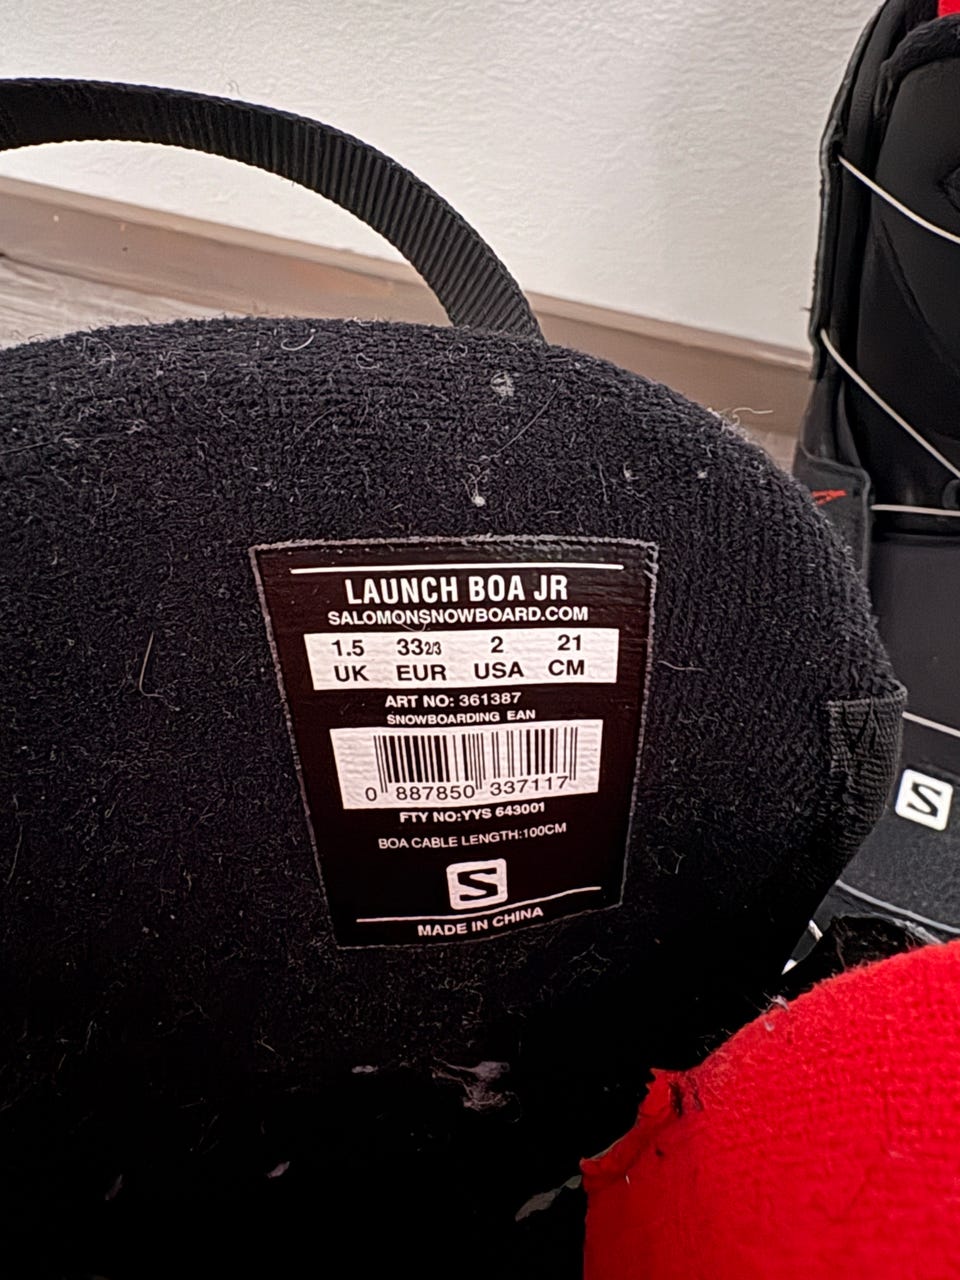 LAUNCH BOA JR
SALOMONSNOWBOARD.COM
1.5 33 2/3 2 21
UK EUR USA CM
ART NO: 361387
SNOWBOARDING EAN
0 887850 337117
FTY NO:YYS 643001
BOA CABLE LENGTH:100CM
S
MADE IN CHINA
S